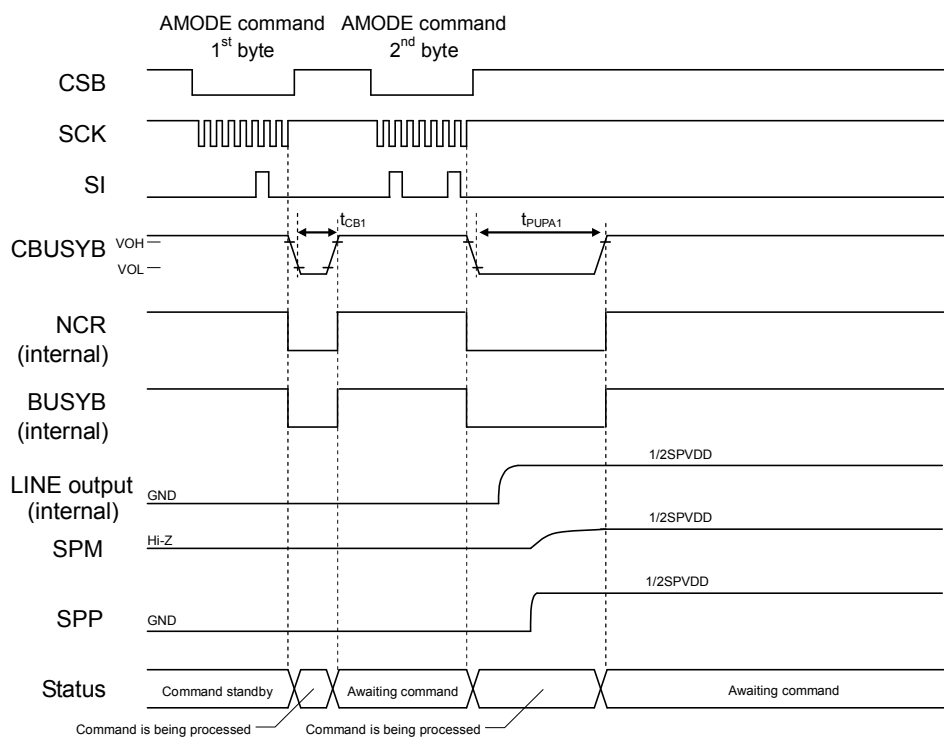 AMODE command
1st byte
AMODE command
2nd byte
CSB
SCK
SI
tCB1
tPUPA1
CBUSYB
VOH
VOL
NCR
(internal)
BUSYB
(internal)
1/2SPVDD
LINE output
(internal)
GND
1/2SPVDD
SPM
Hi-Z
1/2SPVDD
SPP
GND
Status
Command standby
Awaiting command
Awaiting command
Command is being processed
Command is being processed